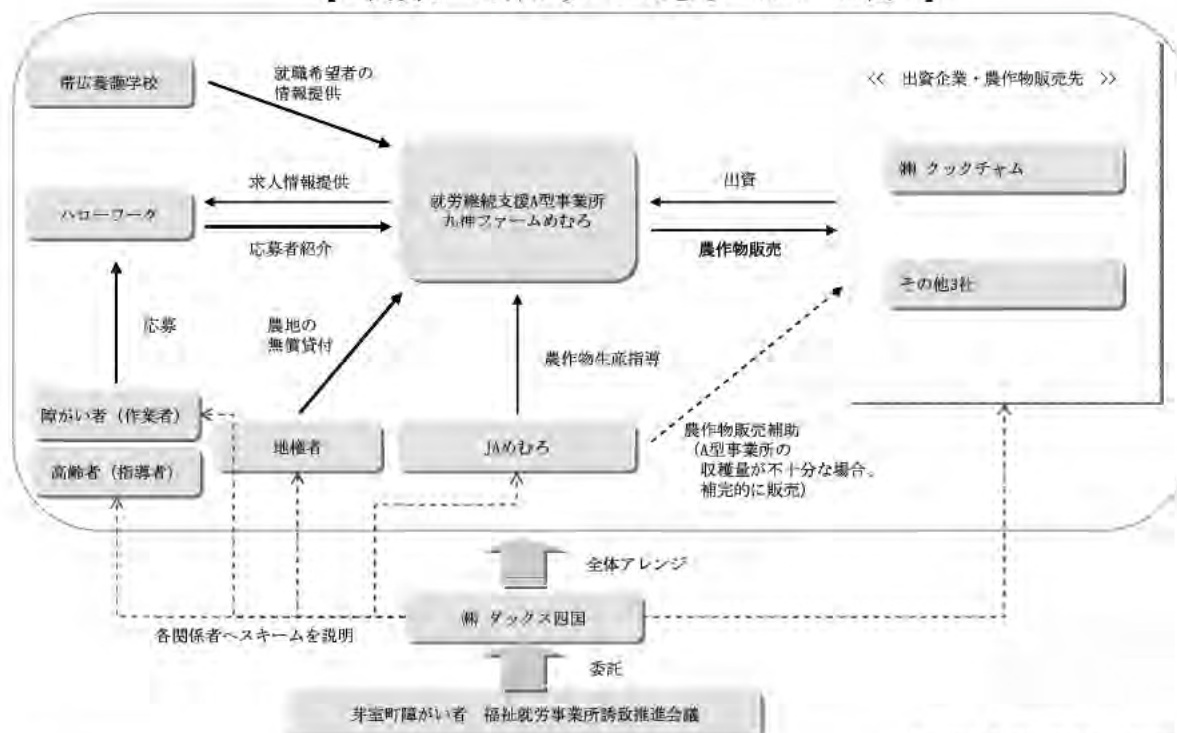 帯広養護学校
就職希望者の
情報提供
<< 出資企業・農作物販売先 >>
㈱ クックチャム
ハローワーク
求人情報提供
応募者紹介
就労継続支援A型事業所
九神ファームめむろ
出資
農作物販売
その他3社
応募
農地の
無償貸付
農作物生産指導
障がい者（作業者）
高齢者（指導者）
地権者
JAめむろ
農作物販売補助
（A型事業所の
収穫量が不十分な場合、
補完的に販売）
全体アレンジ
㈱ ダックス四国
各関係者へスキームを説明
委託
芽室町障がい者 福祉就労事業所誘致推進会議